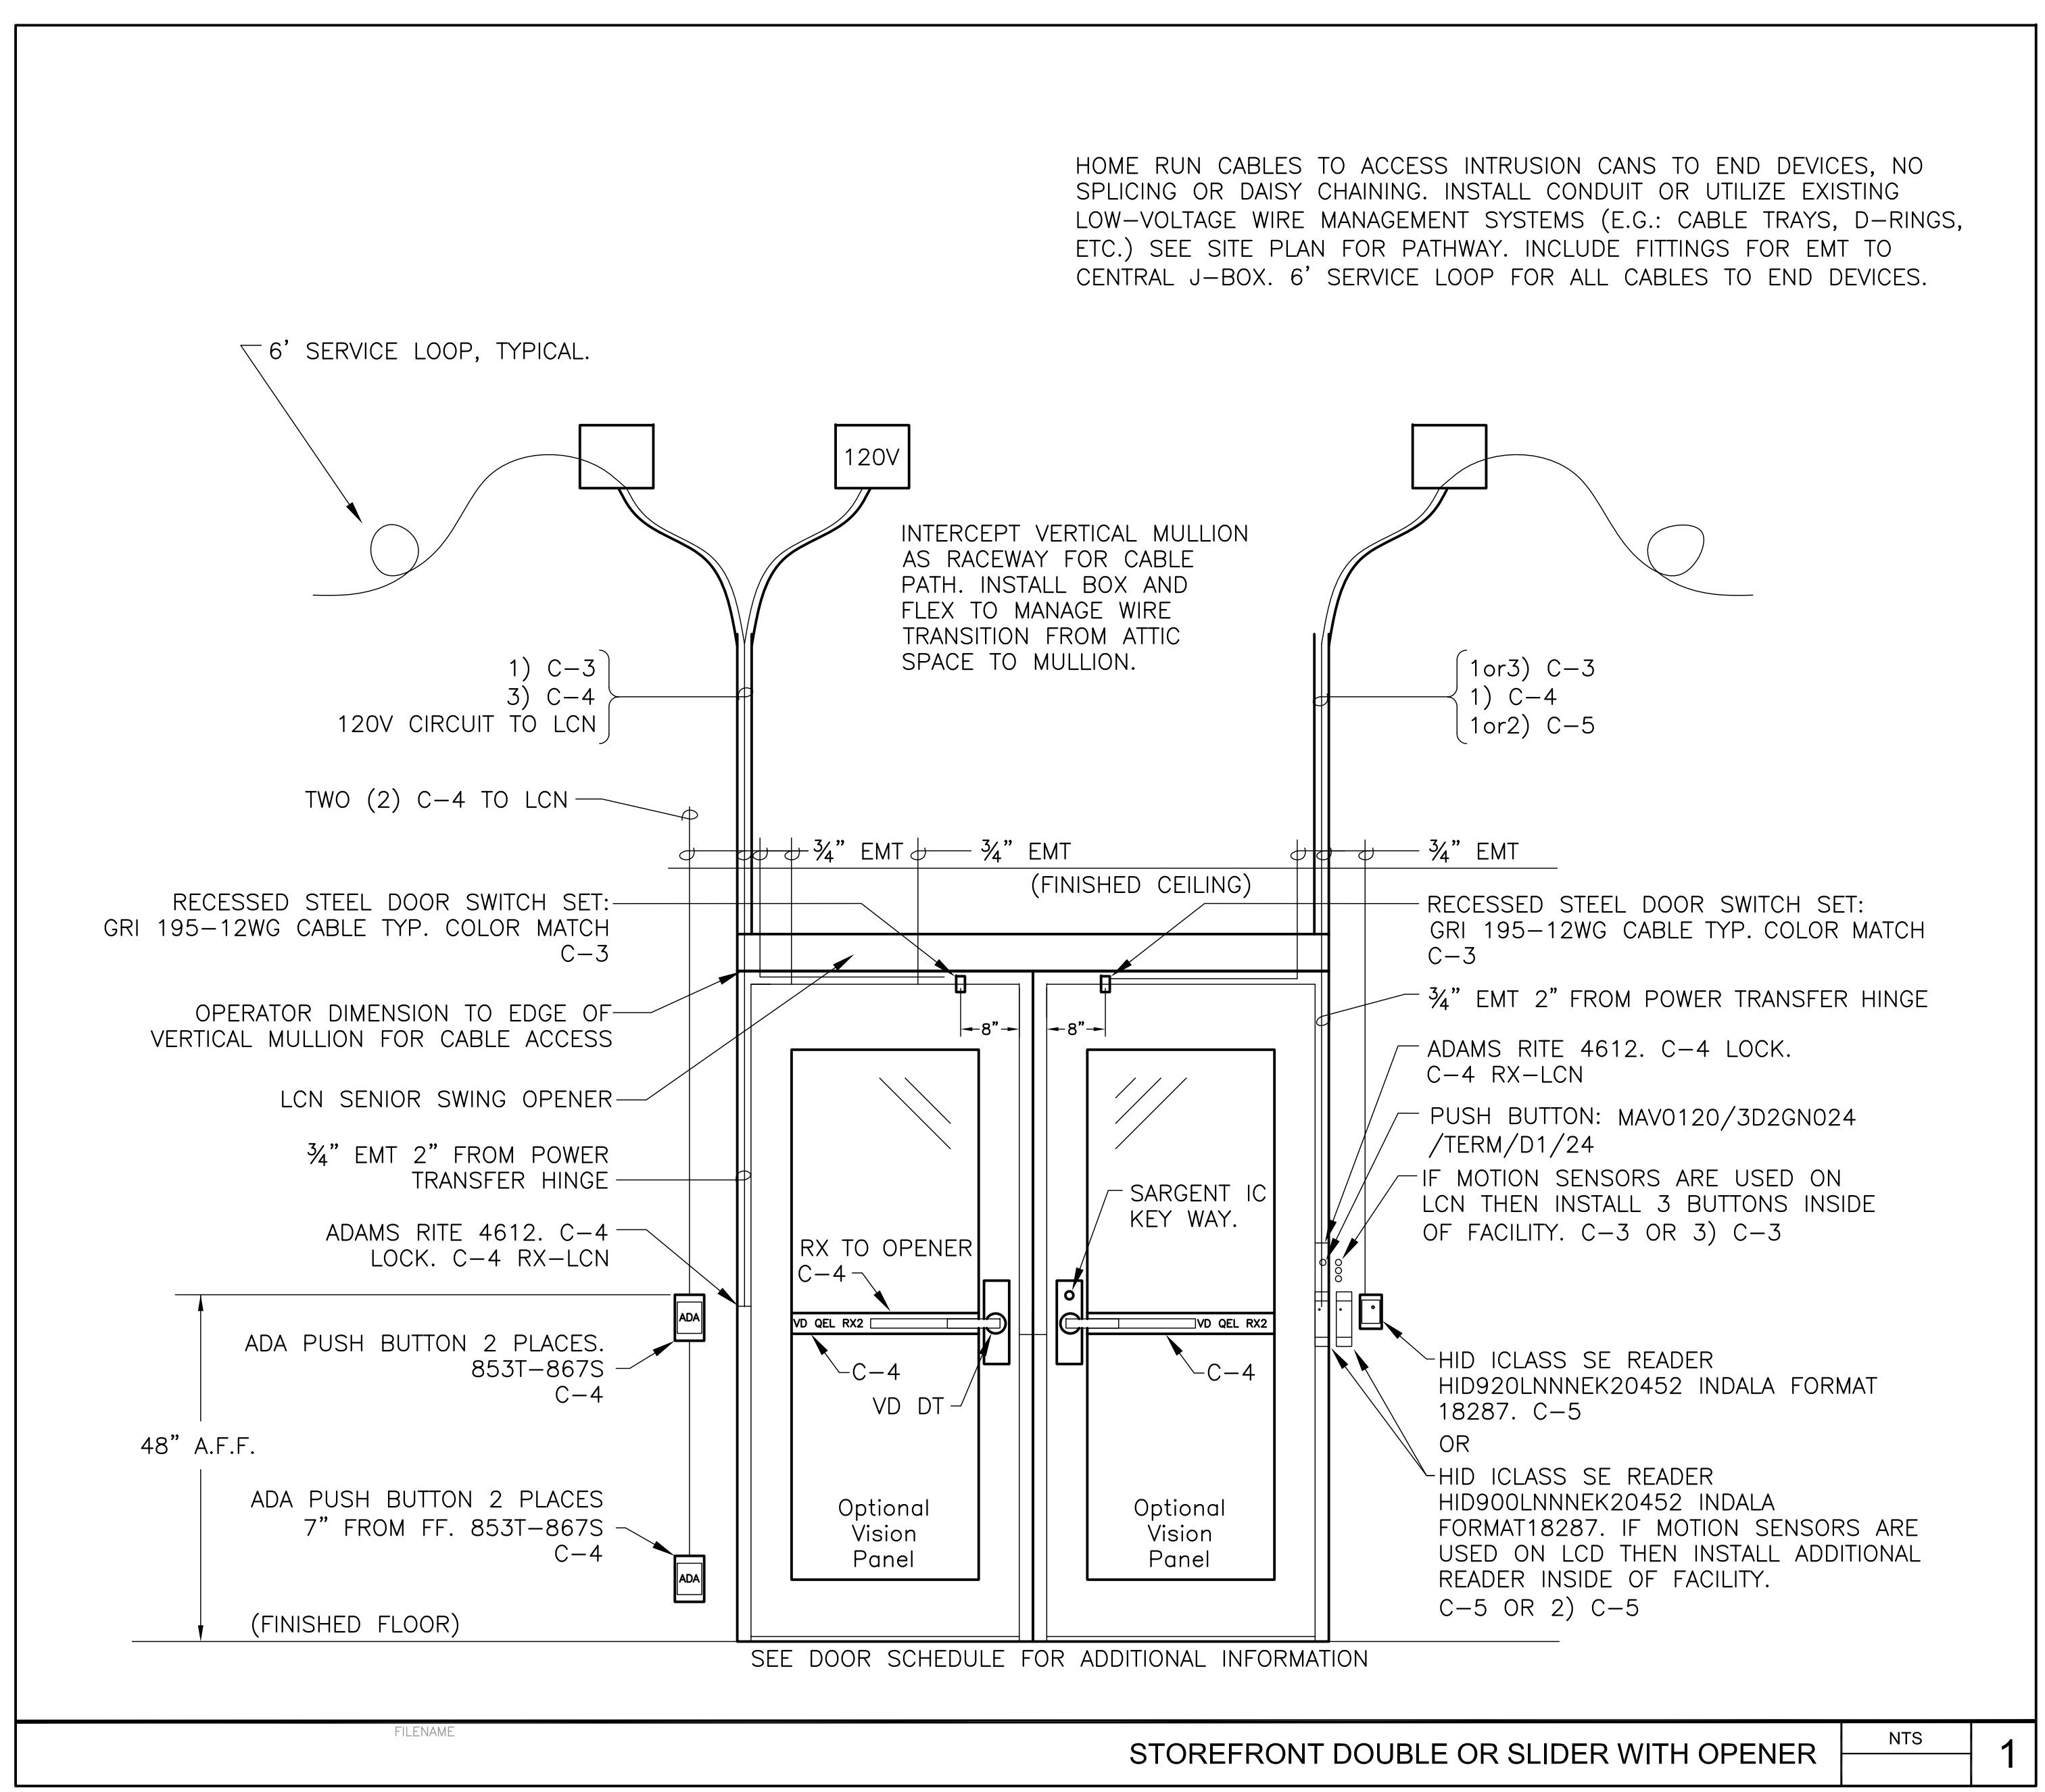 HOME RUN CABLES TO ACCESS INTRUSION CANS TO END DEVICES, NO
SPLICING OR DAISY CHAINING. INSTALL CONDUIT OR UTILIZE EXISTING
LOW-VOLTAGE WIRE MANAGEMENT SYSTEMS (E.G.: CABLE TRAYS, D-RINGS,
ETC.) SEE SITE PLAN FOR PATHWAY. INCLUDE FITTINGS FOR EMT TO
CENTRAL J-BOX. 6' SERVICE LOOP FOR ALL CABLES TO END DEVICES.
6' SERVICE LOOP, TYPICAL.
120V
INTERCEPT VERTICAL MULLION
AS RACEWAY FOR CABLE
PATH. INSTALL BOX AND
FLEX TO MANAGE WIRE
TRANSITION FROM ATTIC
SPACE TO MULLION.
1) C-3
3) C-4
120V CIRCUIT TO LCN
1or3) C-3
1) C-4
1or2) C-5
TWO (2) C-4 TO LCN
¾" EMT
¾" EMT
¾" EMT
(FINISHED CEILING)
RECESSED STEEL DOOR SWITCH SET:
GRI 195-12WG CABLE TYP. COLOR MATCH
C-3
OPERATOR DIMENSION TO EDGE OF
VERTICAL MULLION FOR CABLE ACCESS
LCN SENIOR SWING OPENER
¾" EMT 2" FROM POWER
TRANSFER HINGE
ADAMS RITE 4612. C-4
LOCK. C-4 RX-LCN
ADA
ADA PUSH BUTTON 2 PLACES.
853T-867S
C-4
48" A.F.F.
ADA PUSH BUTTON 2 PLACES
7" FROM FF. 853T-867S
C-4
ADA
(FINISHED FLOOR)
8"
8"
RX TO OPENER
C-4
VD QEL RX2
C-4
VD DT
SARGENT IC
KEY WAY.
VD QEL RX2
C-4
Optional
Vision
Panel
Optional
Vision
Panel
RECESSED STEEL DOOR SWITCH SET:
GRI 195-12WG CABLE TYP. COLOR MATCH
C-3
¾" EMT 2" FROM POWER TRANSFER HINGE
ADAMS RITE 4612. C-4 LOCK.
C-4 RX-LCN
PUSH BUTTON: MAV0120/3D2GN024
/TERM/D1/24
IF MOTION SENSORS ARE USED ON
LCN THEN INSTALL 3 BUTTONS INSIDE
OF FACILITY. C-3 OR 3) C-3
HID ICLASS SE READER
HID920LNNNEK20452 INDALA FORMAT
18287. C-5
OR
HID ICLASS SE READER
HID900LNNNEK20452 INDALA
FORMAT18287. IF MOTION SENSORS ARE
USED ON LCD THEN INSTALL ADDITIONAL
READER INSIDE OF FACILITY.
C-5 OR 2) C-5
SEE DOOR SCHEDULE FOR ADDITIONAL INFORMATION
FILENAME
STOREFRONT DOUBLE OR SLIDER WITH OPENER
NTS
1